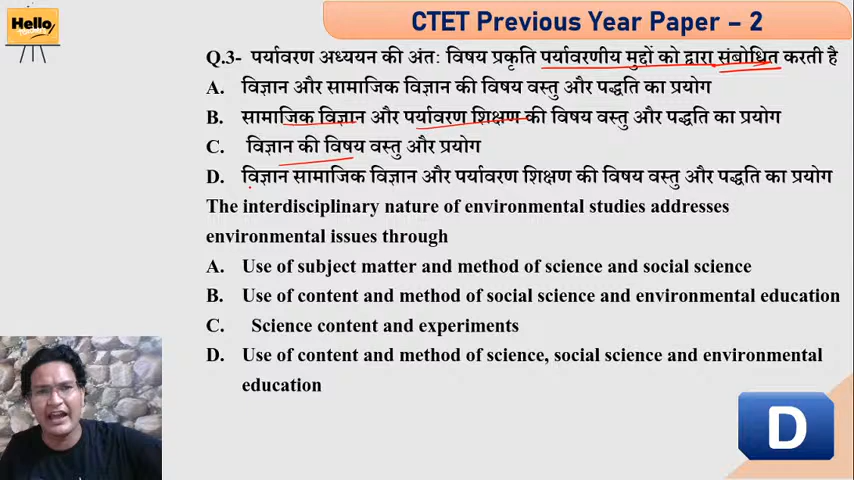 Hello
CTET Previous Year Paper – 2
Q.3- पर्यावरण अध्ययन की अंतः विषय प्रकृति पर्यावरणीय मुद्दों को द्वारा संबोधित करती है
A. विज्ञान और सामाजिक विज्ञान की विषय वस्तु और पद्धति का प्रयोग
B. सामाजिक विज्ञान और पर्यावरण शिक्षण की विषय वस्तु और पद्धति का प्रयोग
C. विज्ञान की विषय वस्तु और प्रयोग
D. विज्ञान सामाजिक विज्ञान और पर्यावरण शिक्षण की विषय वस्तु और पद्धति का प्रयोग
The interdisciplinary nature of environmental studies addresses
environmental issues through
A. Use of subject matter and method of science and social science
B. Use of content and method of social science and environmental education
C. Science content and experiments
D. Use of content and method of science, social science and environmental
education
D